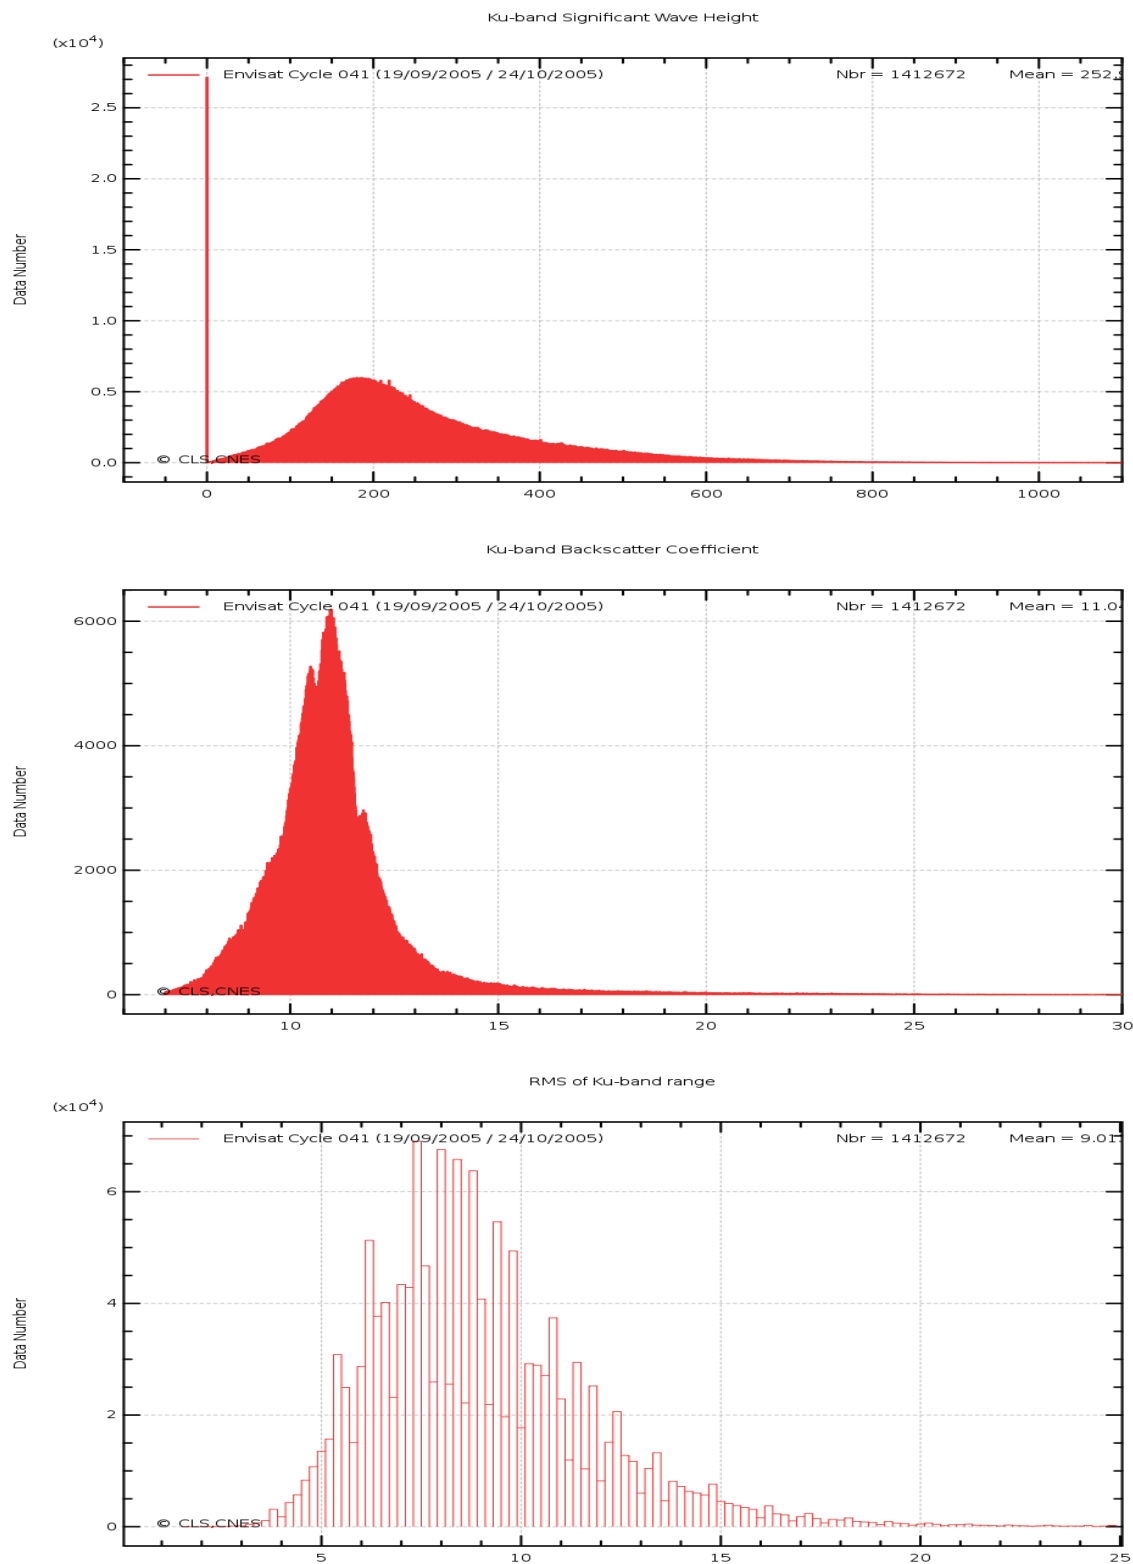 Ku-band Significant Wave Height
(x10⁴)
Envisat Cycle 041 (19/09/2005 / 24/10/2005) Nbr = 1412672 Mean = 252.
2.5
2.0
1.5
1.0
0.5
0.0
Data Number
© CLS,CNES
0 200 400 600 800 1000
Ku-band Backscatter Coefficient
Envisat Cycle 041 (19/09/2005 / 24/10/2005) Nbr = 1412672 Mean = 11.0
6000
4000
2000
0
Data Number
© CLS,CNES
10 15 20 25 30
RMS of Ku-band range
(x10⁴)
Envisat Cycle 041 (19/09/2005 / 24/10/2005) Nbr = 1412672 Mean = 9.01
6
4
2
0
Data Number
© CLS,CNES
5 10 15 20 25